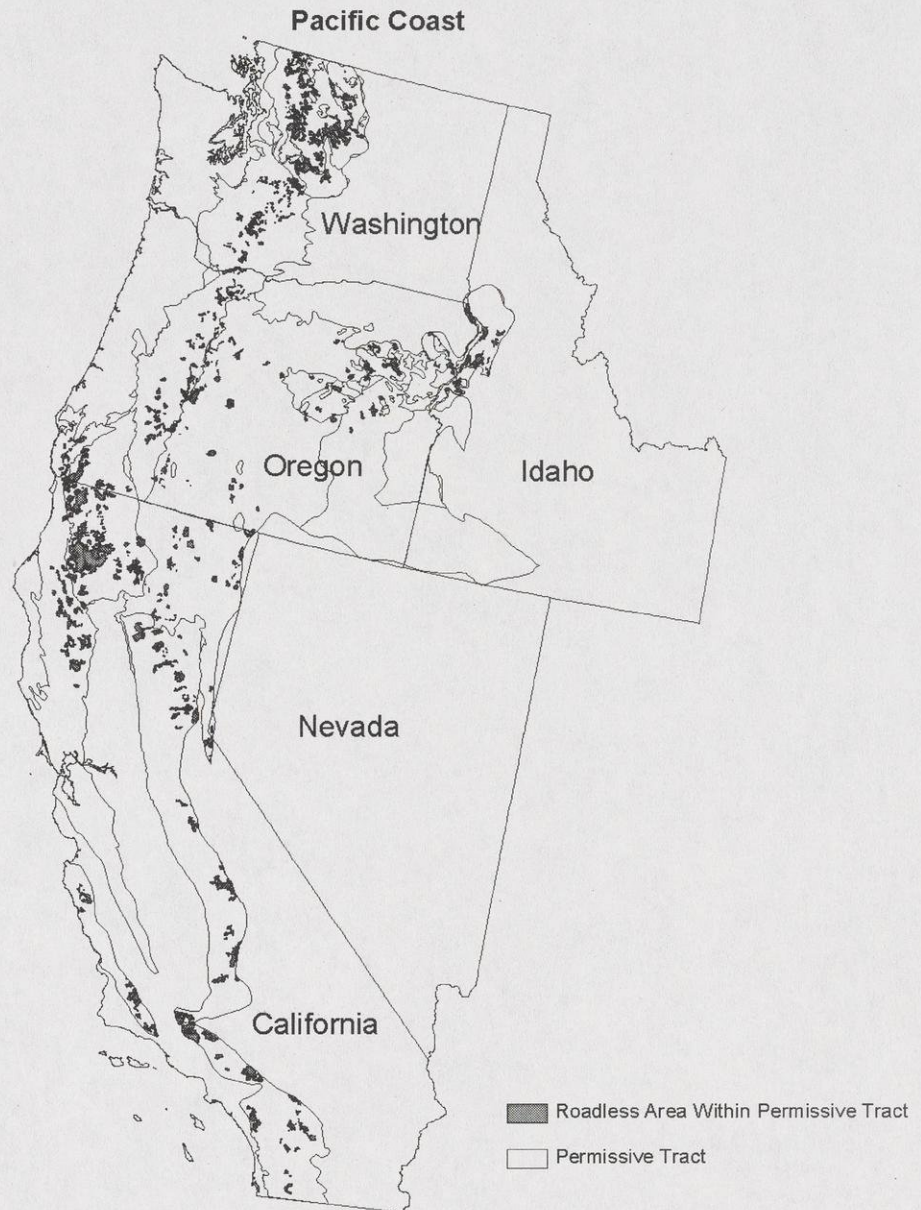 Pacific Coast
Washington
Oregon
Idaho
Nevada
California
Roadless Area Within Permissive Tract
Permissive Tract